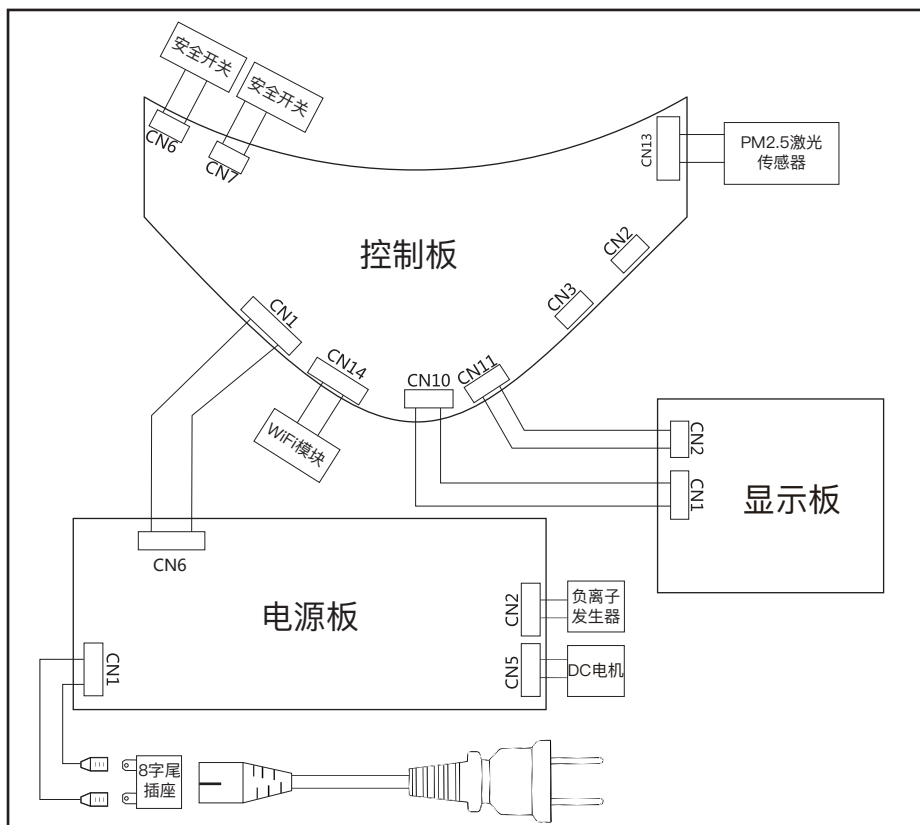 安全开关
安全开关
CN6
CN7
CN13
PM2.5激光
传感器
控制板
CN2
CN3
CN1
CN14
CN10
CN11
WiFi模块
CN2
CN1
显示板
CN6
电源板
CN2
负离子
发生器
CN5
DC电机
CN1
8字尾
插座